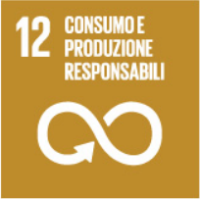 12 CONSUMO E
PRODUZIONE
RESPONSABILI